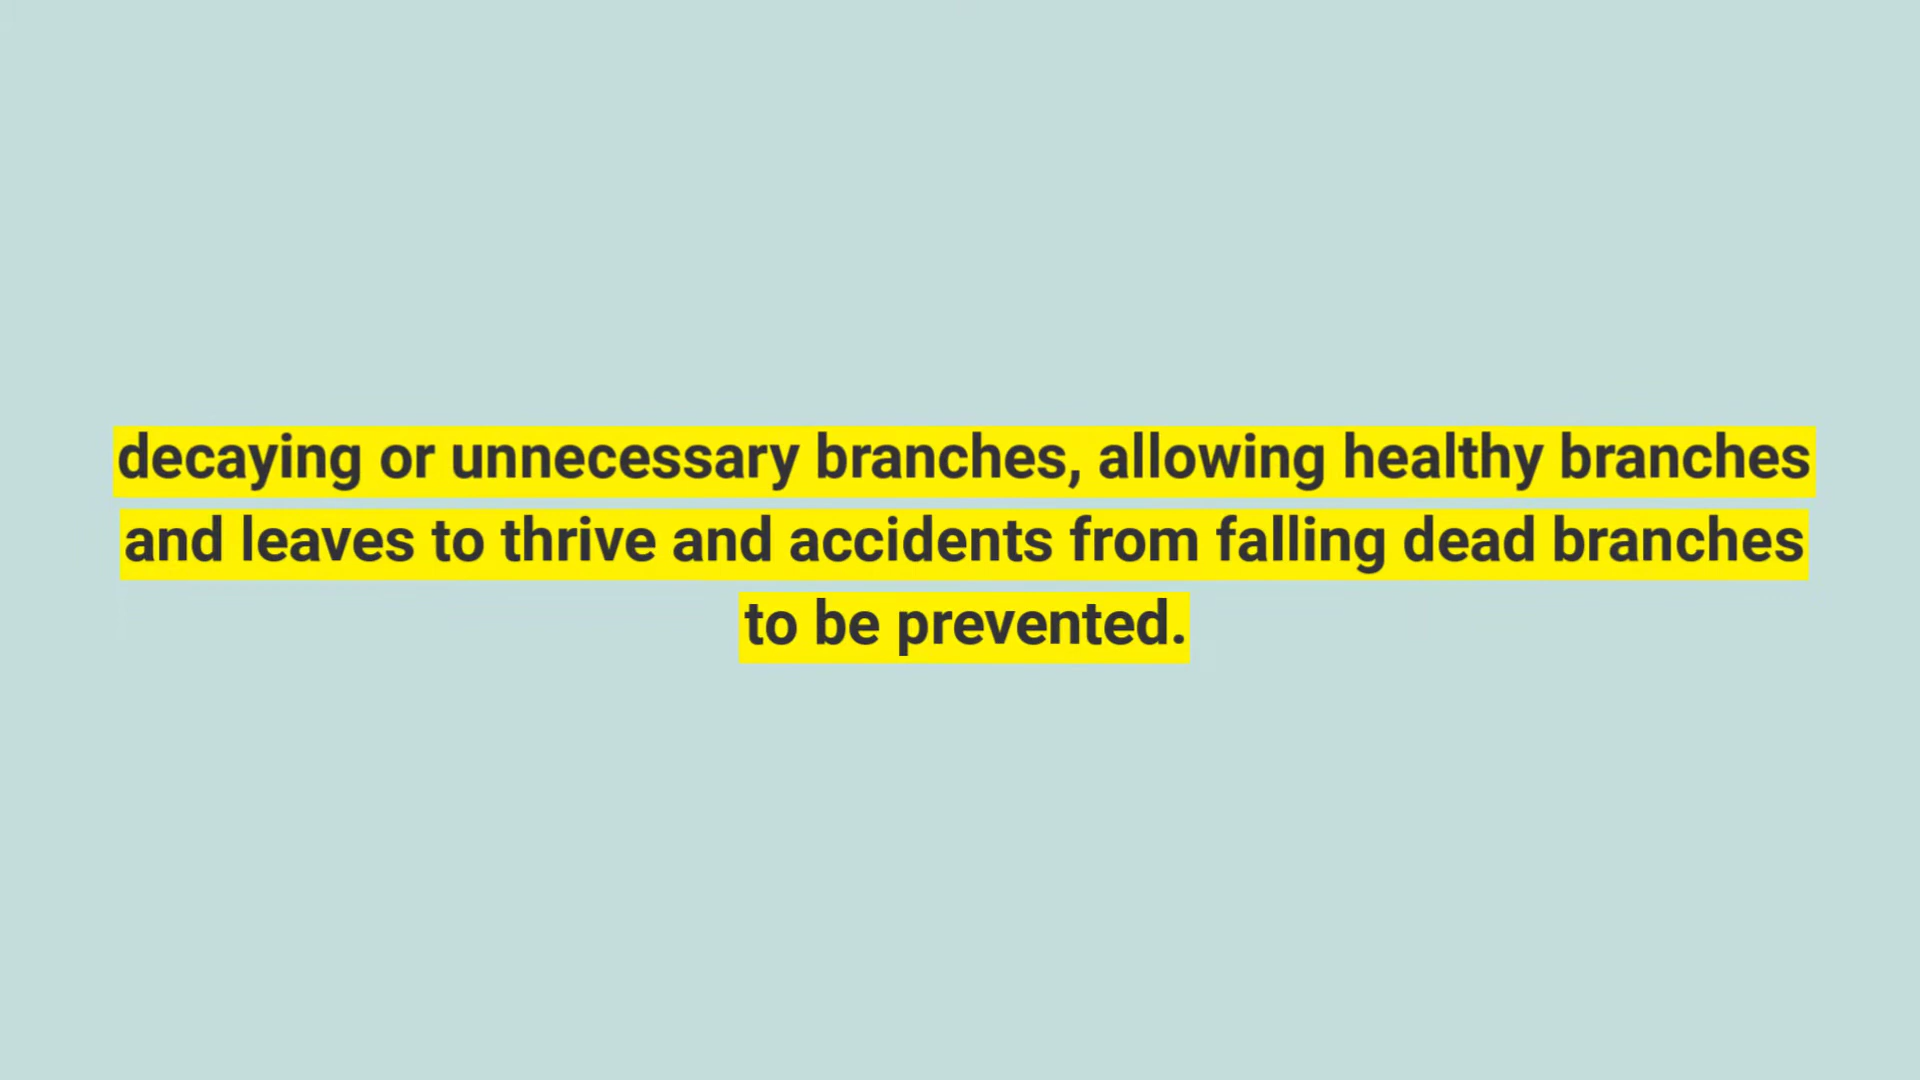 decaying or unnecessary branches, allowing healthy branches
and leaves to thrive and accidents from falling dead branches
to be prevented.